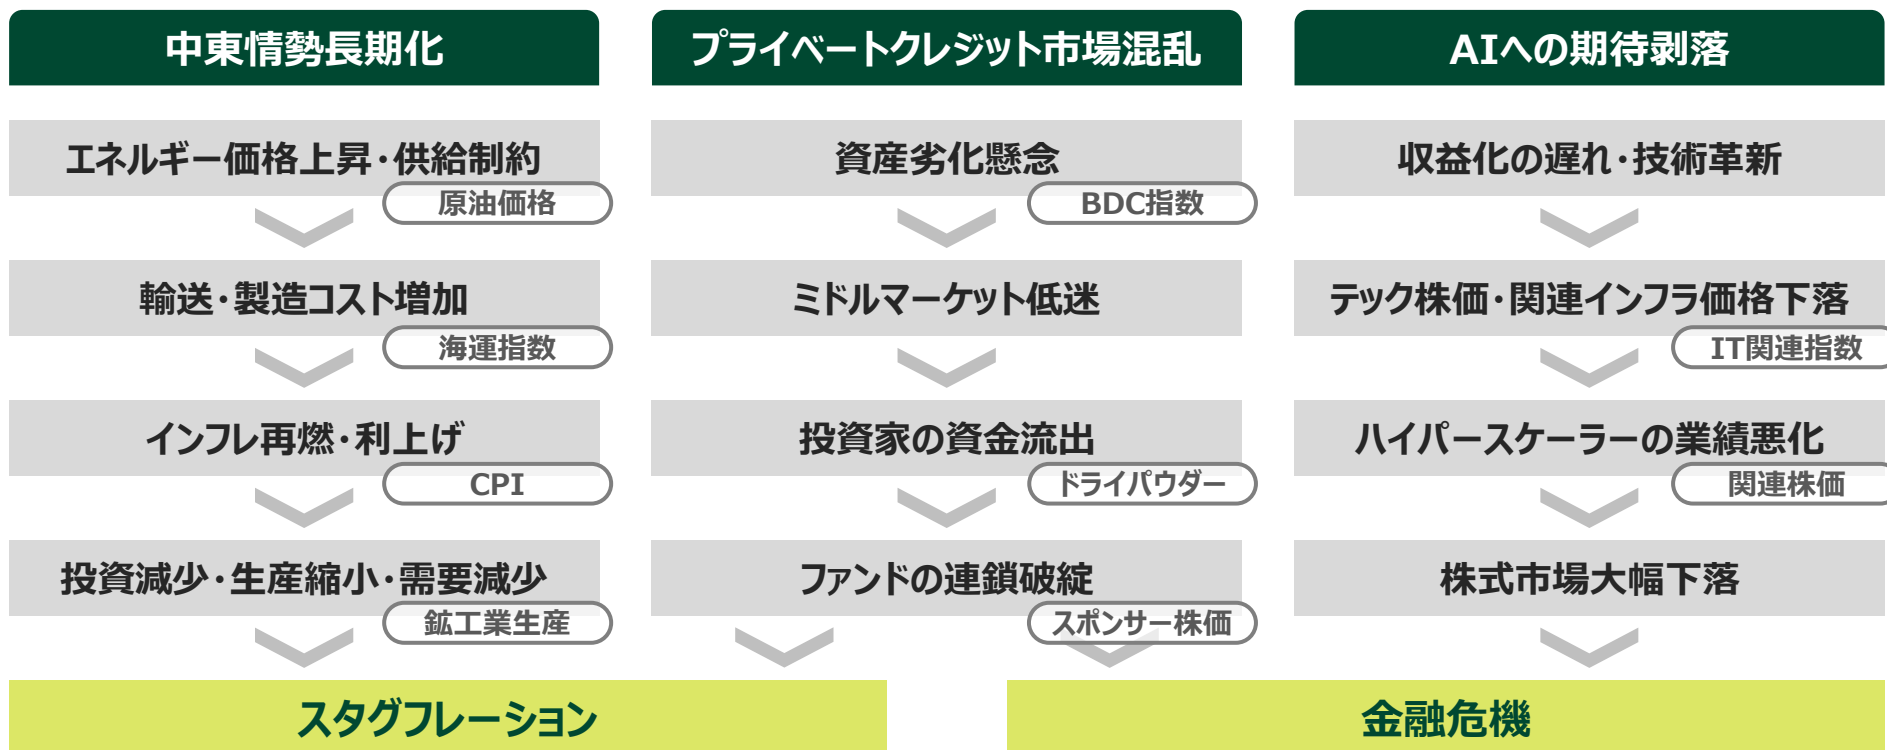 中東情勢長期化
エネルギー価格上昇・供給制約
原油価格
輸送・製造コスト増加
海運指数
インフレ再燃・利上げ
CPI
投資減少・生産縮小・需要減少
鉱工業生産
プライベートクレジット市場混乱
資産劣化懸念
BDC指数
ミドルマーケット低迷
投資家の資金流出
ドライパウダー
ファンドの連鎖破綻
スポンサー株価
AIへの期待剥落
収益化の遅れ・技術革新
テック株価・関連インフラ価格下落
IT関連指数
ハイパースケーラーの業績悪化
関連株価
株式市場大幅下落
スタグフレーション
金融危機